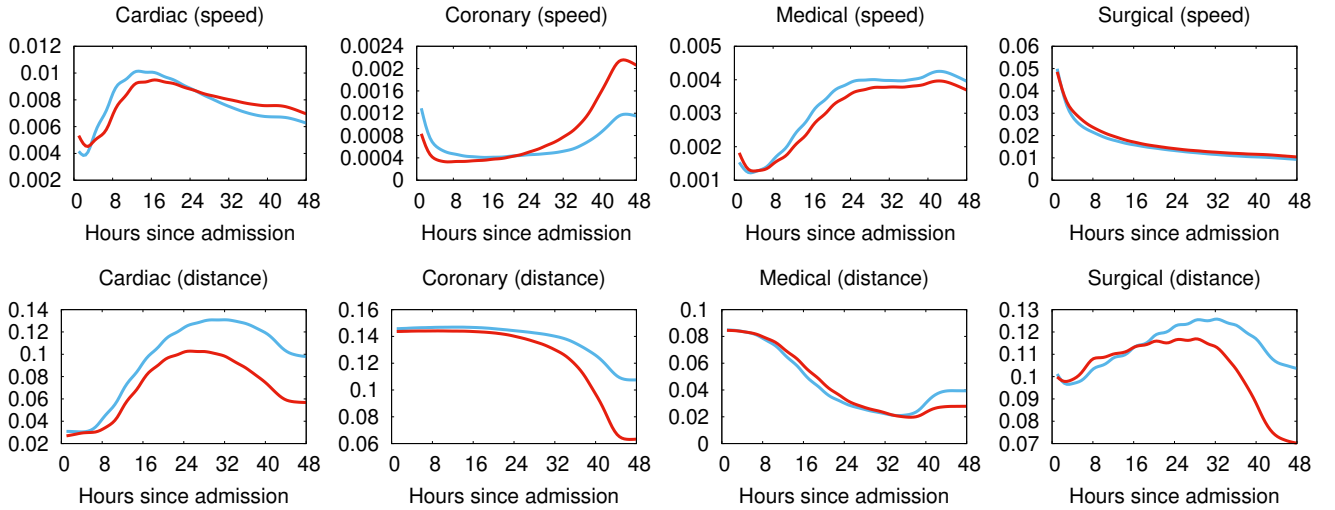 Cardiac (speed) Coronary (speed) Medical (speed) Surgical (speed)
0.012 0.0024 0.005 0.06
0.01 0.002 0.004 0.05
0.008 0.0016 0.003 0.04
0.006 0.0012 0.002 0.03
0.004 0.0008 0.001 0.02
0.002 0.0004 0.01
0 0
0 8 16 24 32 40 48 0 8 16 24 32 40 48 0 8 16 24 32 40 48 0 8 16 24 32 40 48
Hours since admission Hours since admission Hours since admission Hours since admission
Cardiac (distance) Coronary (distance) Medical (distance) Surgical (distance)
0.14 0.16 0.1 0.13
0.12 0.14 0.08 0.12
0.1 0.12 0.06 0.11
0.08 0.1 0.04 0.1
0.06 0.08 0.02 0.09
0.04 0.06 0 0.08
0.02 0.07
0 8 16 24 32 40 48 0 8 16 24 32 40 48 0 8 16 24 32 40 48 0 8 16 24 32 40 48
Hours since admission Hours since admission Hours since admission Hours since admission